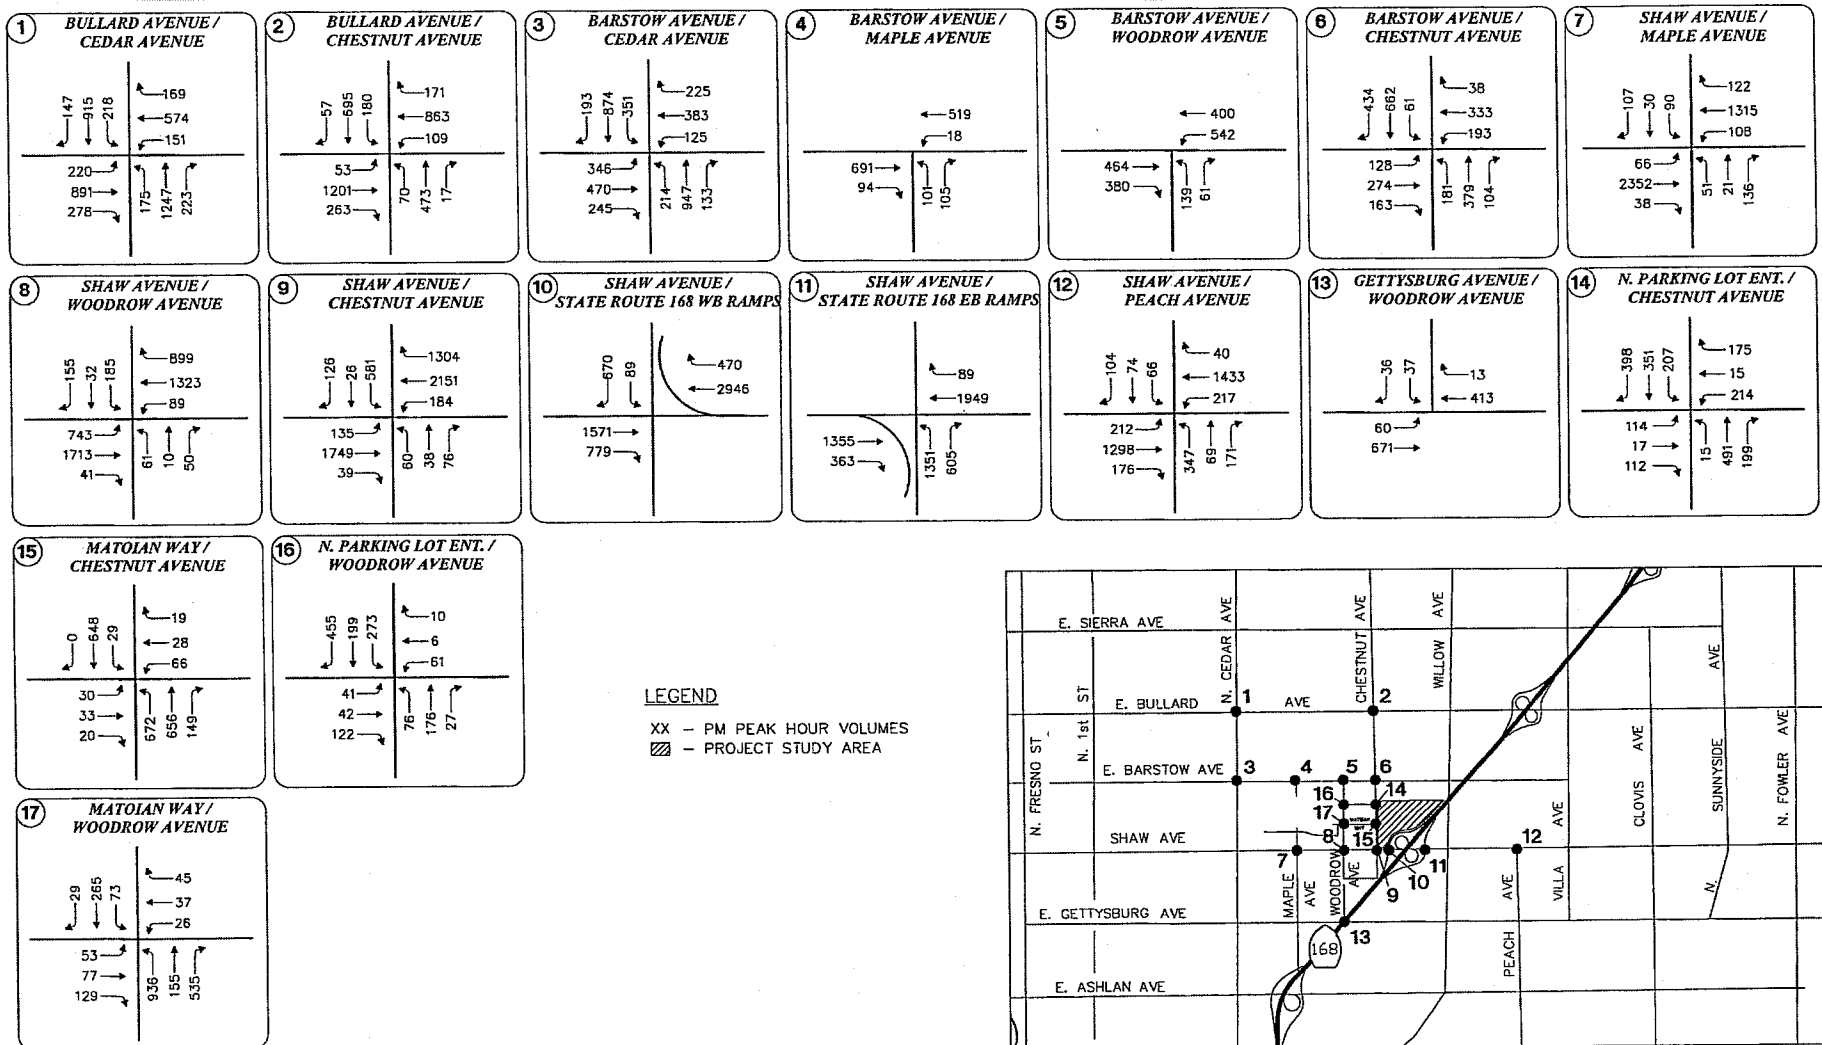 1
BULLARD AVENUE /
CEDAR AVENUE
147 915 218
169
574
151
220
891
278
175 1247 223
2
BULLARD AVENUE /
CHESTNUT AVENUE
57 695 180
171
863
109
53
1201
263
70 473 17
3
BARSTOW AVENUE /
CEDAR AVENUE
193 874 351
225
383
125
346
470
245
214 947 133
4
BARSTOW AVENUE /
MAPLE AVENUE
519
18
691
94
101 105
5
BARSTOW AVENUE /
WOODROW AVENUE
400
542
464
380
139 61
6
BARSTOW AVENUE /
CHESTNUT AVENUE
434 662 61
38
333
193
128
274
163
181 379 104
7
SHAW AVENUE /
MAPLE AVENUE
107 30 90
122
1315
108
66
2352
38
51 21 136
8
SHAW AVENUE /
WOODROW AVENUE
155 32 185
899
1323
89
743
1713
41
61 10 50
9
SHAW AVENUE /
CHESTNUT AVENUE
126 26 581
1304
2151
184
135
1749
39
60 38 76
10
SHAW AVENUE /
STATE ROUTE 168 WB RAMPS
670 89
470
2946
1571
779
11
SHAW AVENUE /
STATE ROUTE 168 EB RAMPS
89
1949
1355
363
1351 605
12
SHAW AVENUE /
PEACH AVENUE
104 74 66
40
1433
217
212
1298
176
347 69 171
13
GETTYSBURG AVENUE /
WOODROW AVENUE
36 37
13
413
60
671
14
N. PARKING LOT ENT. /
CHESTNUT AVENUE
398 351 207
175
15
214
114
17
112
15 491 199
15
MATOIAN WAY /
CHESTNUT AVENUE
0 648 29
19
28
66
30
33
20
672 656 149
16
N. PARKING LOT ENT. /
WOODROW AVENUE
455 199 273
10
6
61
41
42
122
76 176 27
17
MATOIAN WAY /
WOODROW AVENUE
29 265 73
45
37
26
53
77
129
936 155 535
LEGEND
XX – PM PEAK HOUR VOLUMES
– PROJECT STUDY AREA
E. SIERRA AVE
E. BULLARD AVE
E. BARSTOW AVE
SHAW AVE
E. GETTYSBURG AVE
E. ASHLAN AVE
N. FRESNO ST
N. 1st ST
N. CEDAR AVE
CHESTNUT AVE
WILLOW AVE
MAPLE AVE
WOODROW AVE
PEACH AVE
VILLA AVE
CLOVIS AVE
N. SUNNYSIDE AVE
N. FOWLER AVE
168
1
2
3
4
5
6
16
14
17
8
15
7
9
10
11
12
13